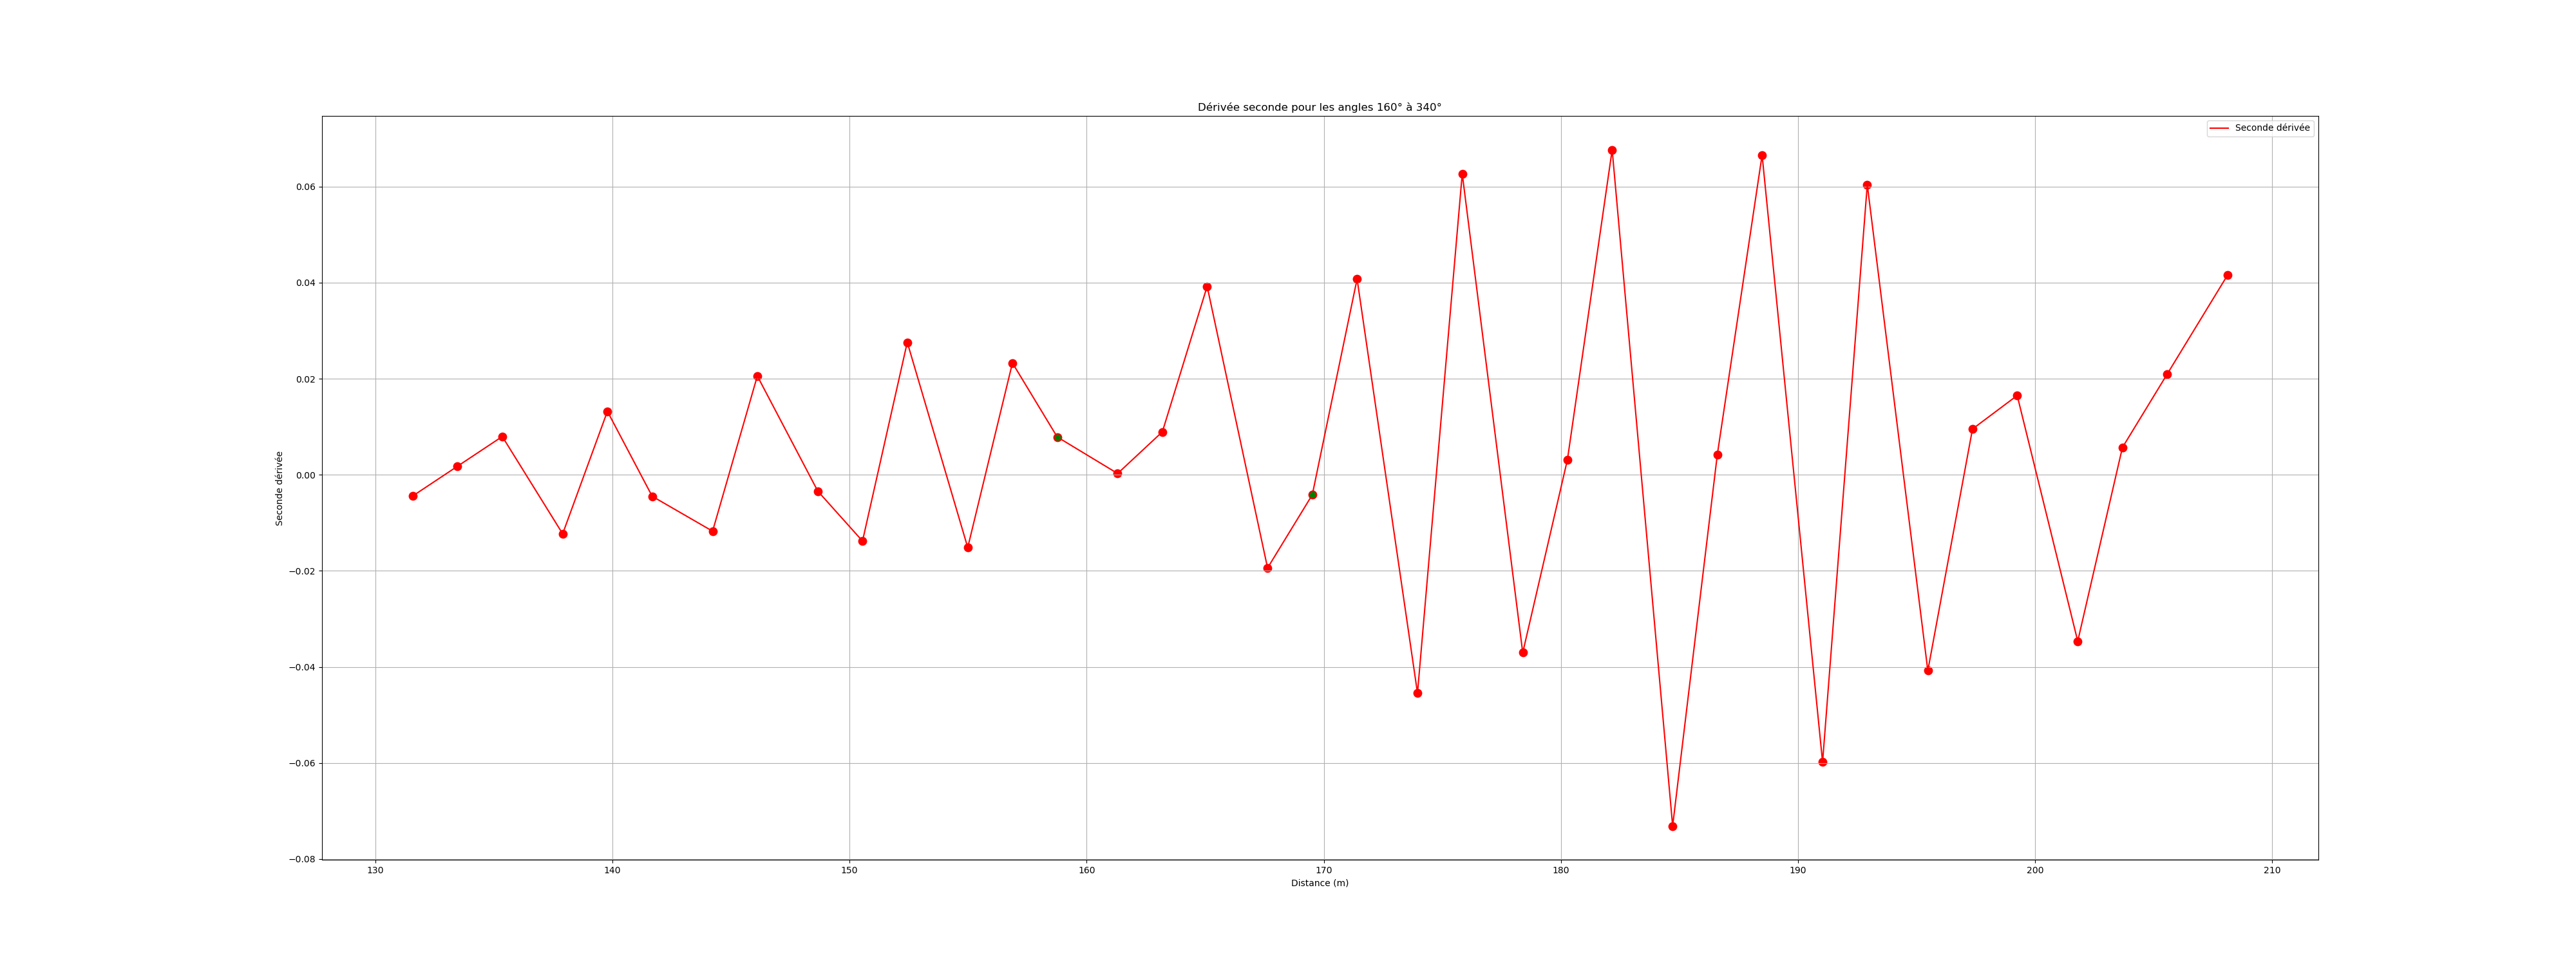 Dérivée seconde pour les angles 160° à 340°
Seconde dérivée
0.06
0.04
0.02
0.00
−0.02
−0.04
−0.06
−0.08
Seconde dérivée
130 140 150 160 170 180 190 200 210
Distance (m)